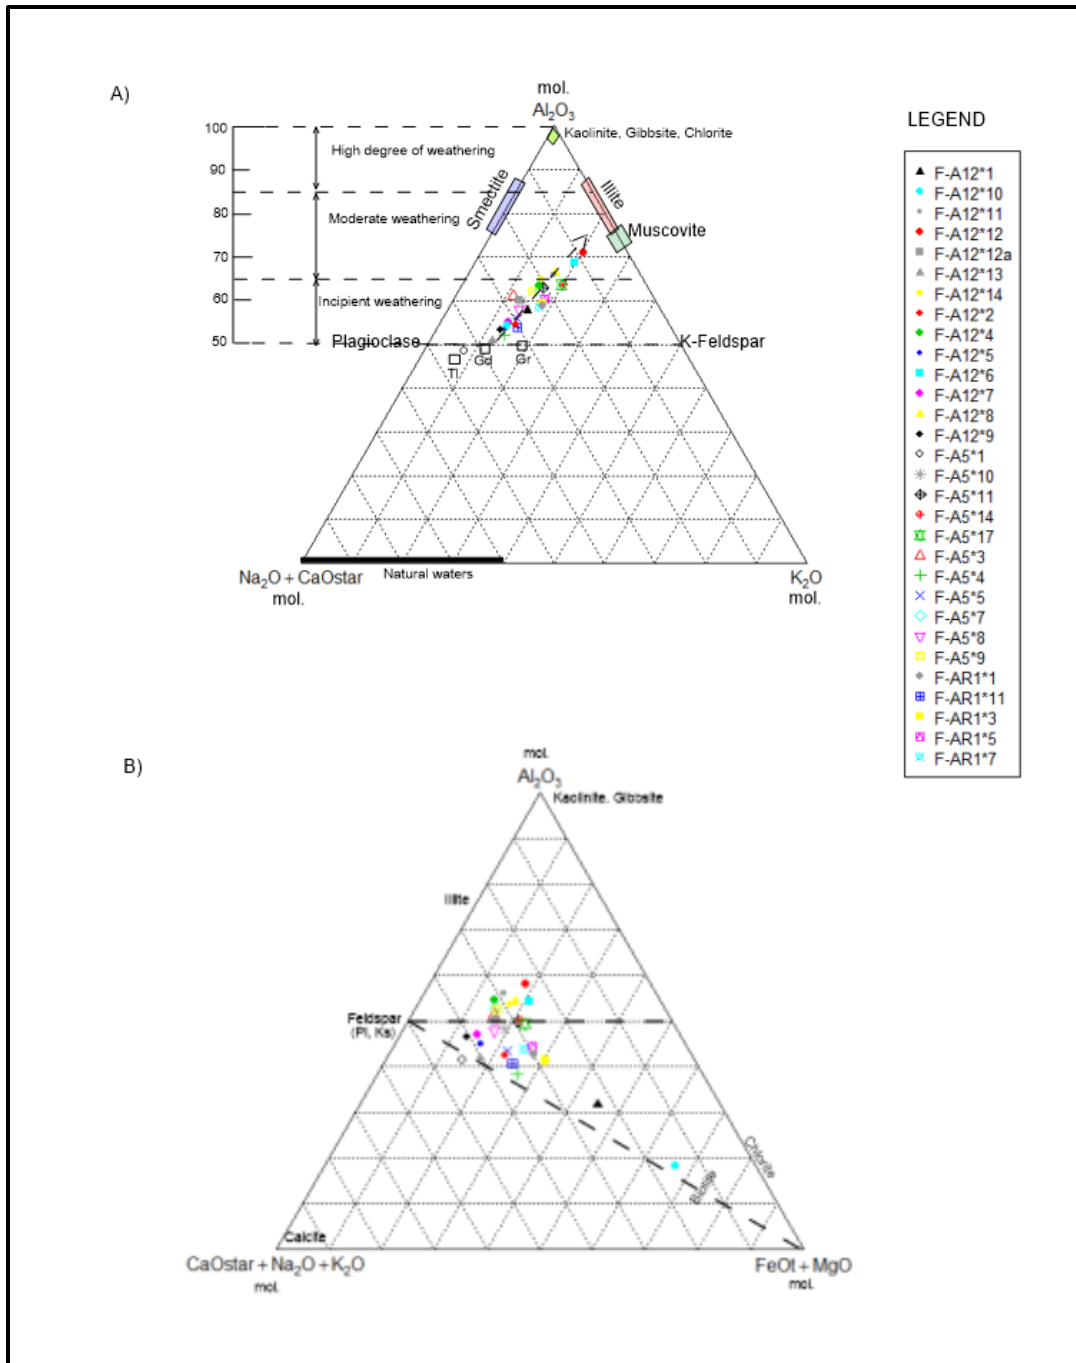 A)
mol.
Al₂O₃
Kaolinite, Gibbsite, Chlorite
100
High degree of weathering
90
Smectite
Illite
80
Moderate weathering
Muscovite
70
60
Incipient weathering
50
Plagioclase
K-Feldspar
Tl
Gd
Gr
Na₂O + CaOstar
mol.
Natural waters
K₂O
mol.
LEGEND
F-A12*1
F-A12*10
F-A12*11
F-A12*12
F-A12*12a
F-A12*13
F-A12*14
F-A12*2
F-A12*4
F-A12*5
F-A12*6
F-A12*7
F-A12*8
F-A12*9
F-A5*1
F-A5*10
F-A5*11
F-A5*14
F-A5*17
F-A5*3
F-A5*4
F-A5*5
F-A5*7
F-A5*8
F-A5*9
F-AR1*1
F-AR1*11
F-AR1*3
F-AR1*5
F-AR1*7
B)
mol.
Al₂O₃
Kaolinite. Gibbsite
Illite
Feldspar
(Pl, Ks)
Chlorite
Biotite
Calcite
CaOstar + Na₂O + K₂O
mol.
FeOt + MgO
mol.